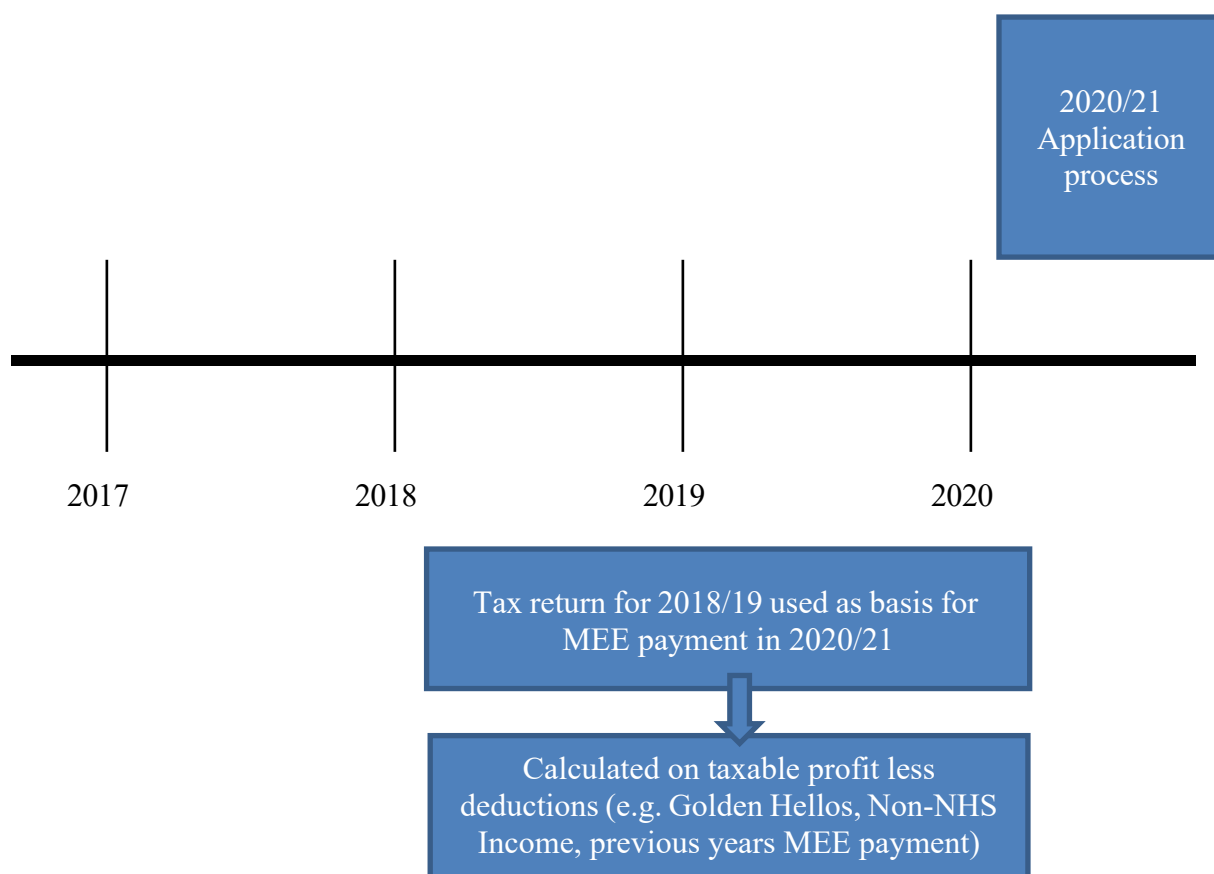 2020/21
Application
process
2017
2018
2019
2020
Tax return for 2018/19 used as basis for
MEE payment in 2020/21
Calculated on taxable profit less
deductions (e.g. Golden Hellos, Non-NHS
Income, previous years MEE payment)